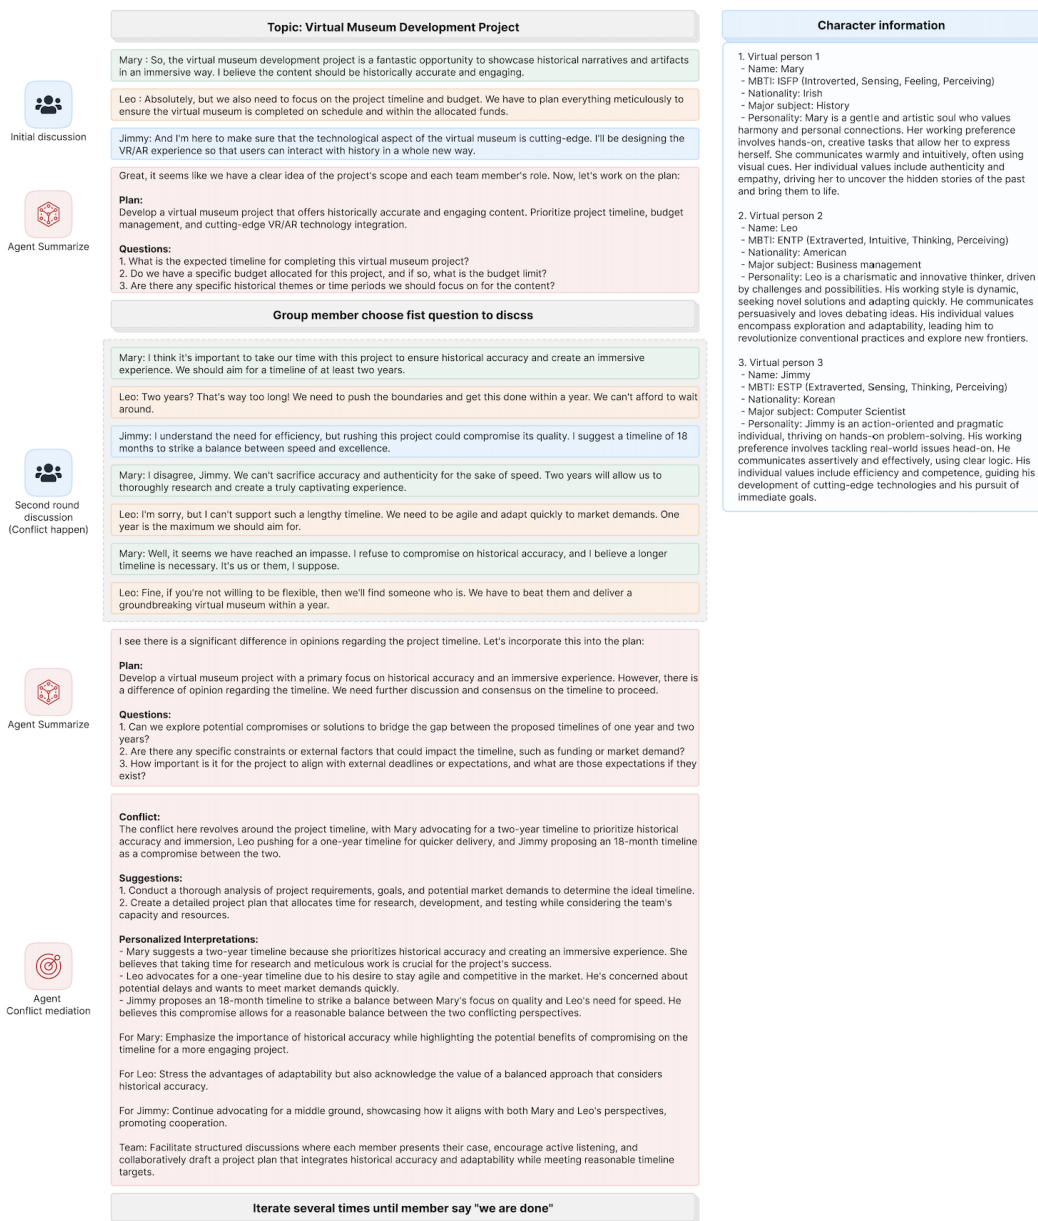 Topic: Virtual Museum Development Project
Initial discussion
Mary : So, the virtual museum development project is a fantastic opportunity to showcase historical narratives and artifacts
in an immersive way. I believe the content should be historically accurate and engaging.
Leo : Absolutely, but we also need to focus on the project timeline and budget. We have to plan everything meticulously to
ensure the virtual museum is completed on schedule and within the allocated funds.
Jimmy: And I'm here to make sure that the technological aspect of the virtual museum is cutting-edge. I'll be designing the
VR/AR experience so that users can interact with history in a whole new way.
Agent Summarize
Great, it seems like we have a clear idea of the project's scope and each team member's role. Now, let's work on the plan:
Plan:
Develop a virtual museum project that offers historically accurate and engaging content. Prioritize project timeline, budget
management, and cutting-edge VR/AR technology integration.
Questions:
1. What is the expected timeline for completing this virtual museum project?
2. Do we have a specific budget allocated for this project, and if so, what is the budget limit?
3. Are there any specific historical themes or time periods we should focus on for the content?
Group member choose fist question to discss
Second round
discussion
(Conflict happen)
Mary: I think it's important to take our time with this project to ensure historical accuracy and create an immersive
experience. We should aim for a timeline of at least two years.
Leo: Two years? That's way too long! We need to push the boundaries and get this done within a year. We can't afford to wait
around.
Jimmy: I understand the need for efficiency, but rushing this project could compromise its quality. I suggest a timeline of 18
months to strike a balance between speed and excellence.
Mary: I disagree, Jimmy. We can't sacrifice accuracy and authenticity for the sake of speed. Two years will allow us to
thoroughly research and create a truly captivating experience.
Leo: I'm sorry, but I can't support such a lengthy timeline. We need to be agile and adapt quickly to market demands. One
year is the maximum we should aim for.
Mary: Well, it seems we have reached an impasse. I refuse to compromise on historical accuracy, and I believe a longer
timeline is necessary. It's us or them, I suppose.
Leo: Fine, if you're not willing to be flexible, then we'll find someone who is. We have to beat them and deliver a
groundbreaking virtual museum within a year.
Agent Summarize
I see there is a significant difference in opinions regarding the project timeline. Let's incorporate this into the plan:
Plan:
Develop a virtual museum project with a primary focus on historical accuracy and an immersive experience. However, there is
a difference of opinion regarding the timeline. We need further discussion and consensus on the timeline to proceed.
Questions:
1. Can we explore potential compromises or solutions to bridge the gap between the proposed timelines of one year and two
years?
2. Are there any specific constraints or external factors that could impact the timeline, such as funding or market demand?
3. How important is it for the project to align with external deadlines or expectations, and what are those expectations if they
exist?
Agent
Conflict mediation
Conflict:
The conflict here revolves around the project timeline, with Mary advocating for a two-year timeline to prioritize historical
accuracy and immersion, Leo pushing for a one-year timeline for quicker delivery, and Jimmy proposing an 18-month timeline
as a compromise between the two.
Suggestions:
1. Conduct a thorough analysis of project requirements, goals, and potential market demands to determine the ideal timeline.
2. Create a detailed project plan that allocates time for research, development, and testing while considering the team's
capacity and resources.
Personalized Interpretations:
- Mary suggests a two-year timeline because she prioritizes historical accuracy and creating an immersive experience. She
believes that taking time for research and meticulous work is crucial for the project's success.
- Leo advocates for a one-year timeline due to his desire to stay agile and competitive in the market. He's concerned about
potential delays and wants to meet market demands quickly.
- Jimmy proposes an 18-month timeline to strike a balance between Mary's focus on quality and Leo's need for speed. He
believes this compromise allows for a reasonable balance between the two conflicting perspectives.
For Mary: Emphasize the importance of historical accuracy while highlighting the potential benefits of compromising on the
timeline for a more engaging project.
For Leo: Stress the advantages of adaptability but also acknowledge the value of a balanced approach that considers
historical accuracy.
For Jimmy: Continue advocating for a middle ground, showcasing how it aligns with both Mary and Leo's perspectives,
promoting cooperation.
Team: Facilitate structured discussions where each member presents their case, encourage active listening, and
collaboratively draft a project plan that integrates historical accuracy and adaptability while meeting reasonable timeline
targets.
Iterate several times until member say "we are done"
Character information
1. Virtual person 1
- Name: Mary
- MBTI: ISFP (Introverted, Sensing, Feeling, Perceiving)
- Nationality: Irish
- Major subject: History
- Personality: Mary is a gentle and artistic soul who values
harmony and personal connections. Her working preference
involves hands-on, creative tasks that allow her to express
herself. She communicates warmly and intuitively, often using
visual cues. Her individual values include authenticity and
empathy, driving her to uncover the hidden stories of the past
and bring them to life.
2. Virtual person 2
- Name: Leo
- MBTI: ENTP (Extraverted, Intuitive, Thinking, Perceiving)
- Nationality: American
- Major subject: Business management
- Personality: Leo is a charismatic and innovative thinker, driven
by challenges and possibilities. His working style is dynamic,
seeking novel solutions and adapting quickly. He communicates
persuasively and loves debating ideas. His individual values
encompass exploration and adaptability, leading him to
revolutionize conventional practices and explore new frontiers.
3. Virtual person 3
- Name: Jimmy
- MBTI: ESTP (Extraverted, Sensing, Thinking, Perceiving)
- Nationality: Korean
- Major subject: Computer Scientist
- Personality: Jimmy is an action-oriented and pragmatic
individual, thriving on hands-on problem-solving. His working
preference involves tackling real-world issues head-on. He
communicates assertively and effectively, using clear logic. His
individual values include efficiency and competence, guiding his
development of cutting-edge technologies and his pursuit of
immediate goals.